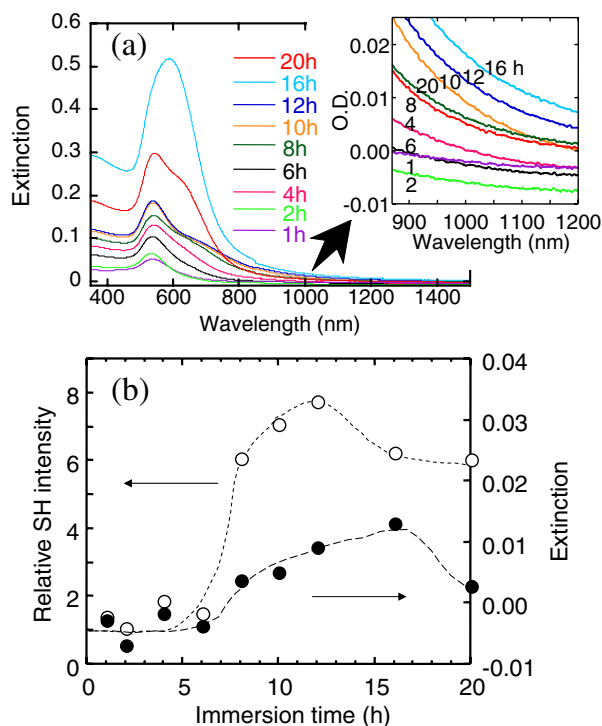 (a)
0.6
0.5
0.4
0.3
0.2
0.1
0
Extinction
400 600 800 1000 1200 1400
Wavelength (nm)
20h
16h
12h
10h
8h
6h
4h
2h
1h
0.02
0.01
0.00
-0.01
O.D.
900 1000 1100 1200
Wavelength (nm)
20 10 12 16 h
8
4
6
1
2
(b)
8
6
4
2
0
Relative SH intensity
0.04
0.03
0.02
0.01
0.00
-0.01
Extinction
0 5 10 15 20
Immersion time (h)